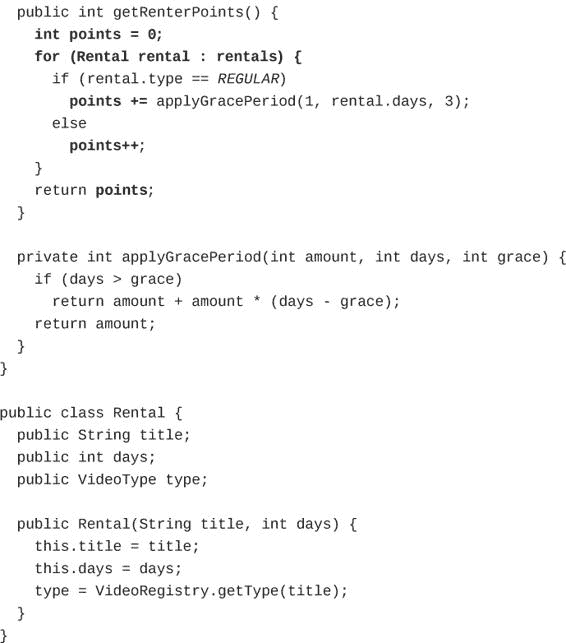 public int getRenterPoints() {
int points = 0;
for (Rental rental : rentals) {
if (rental.type == REGULAR)
points += applyGracePeriod(1, rental.days, 3);
else
points++;
}
return points;
}
private int applyGracePeriod(int amount, int days, int grace) {
if (days > grace)
return amount + amount * (days - grace);
return amount;
}
}
public class Rental {
public String title;
public int days;
public VideoType type;
public Rental(String title, int days) {
this.title = title;
this.days = days;
type = VideoRegistry.getType(title);
}
}